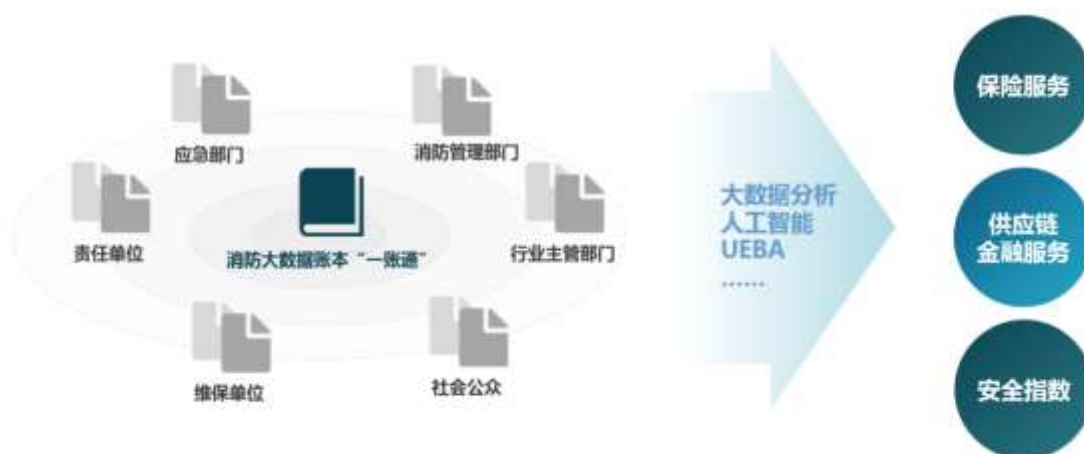 应急部门
消防管理部门
责任单位
消防大数据账本“一账通”
行业主管部门
维保单位
社会公众
大数据分析
人工智能
UEBA
……
保险服务
供应链
金融服务
安全指数